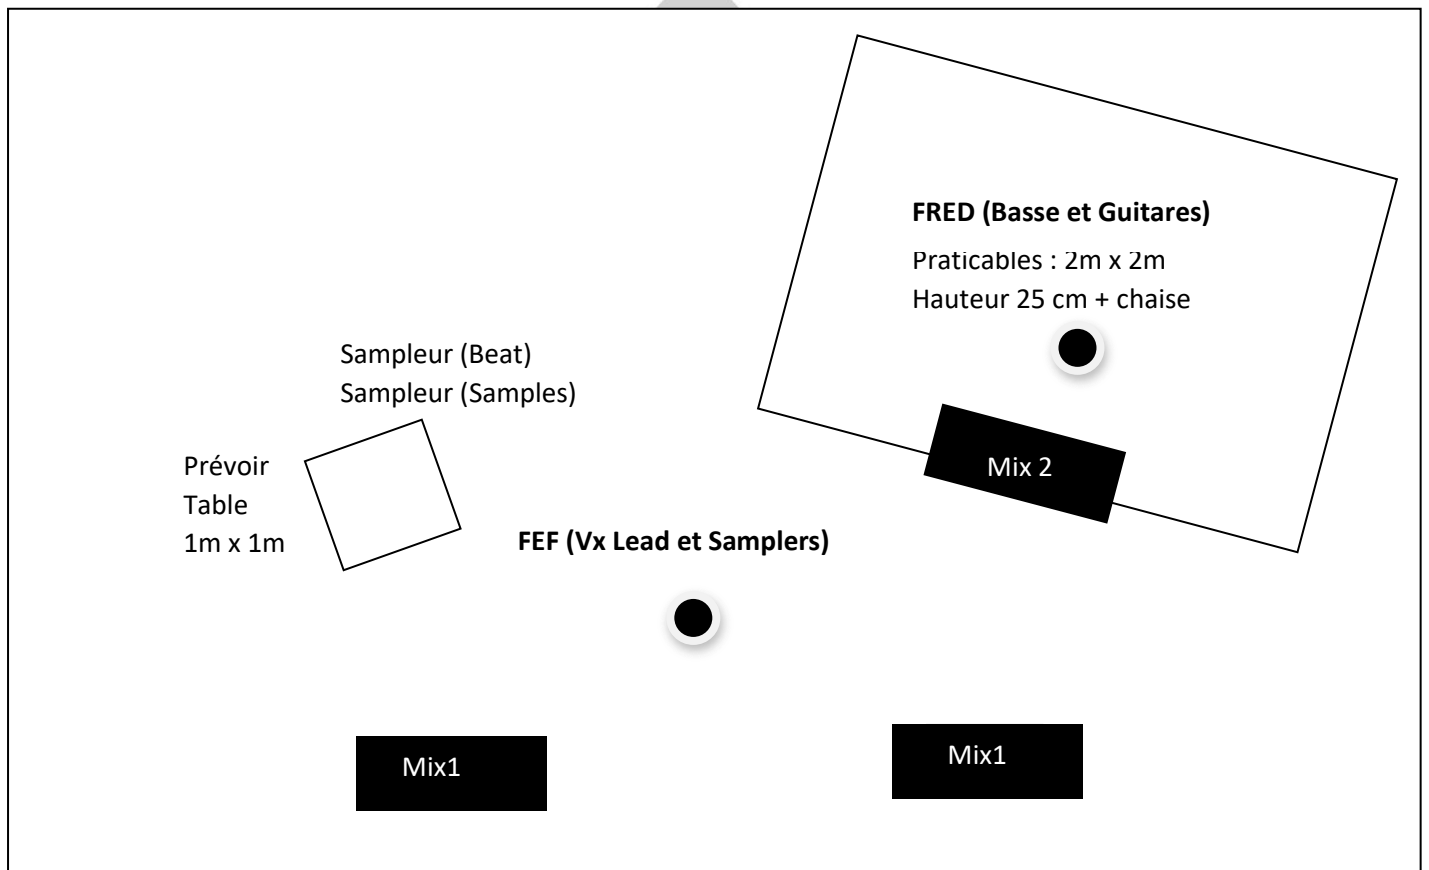 FRED (Basse et Guitares)
Praticables : 2m x 2m
Hauteur 25 cm + chaise
Sampleur (Beat)
Sampleur (Samples)
Prévoir
Table
1m x 1m
Mix 2
FEF (Vx Lead et Samplers)
Mix1
Mix1